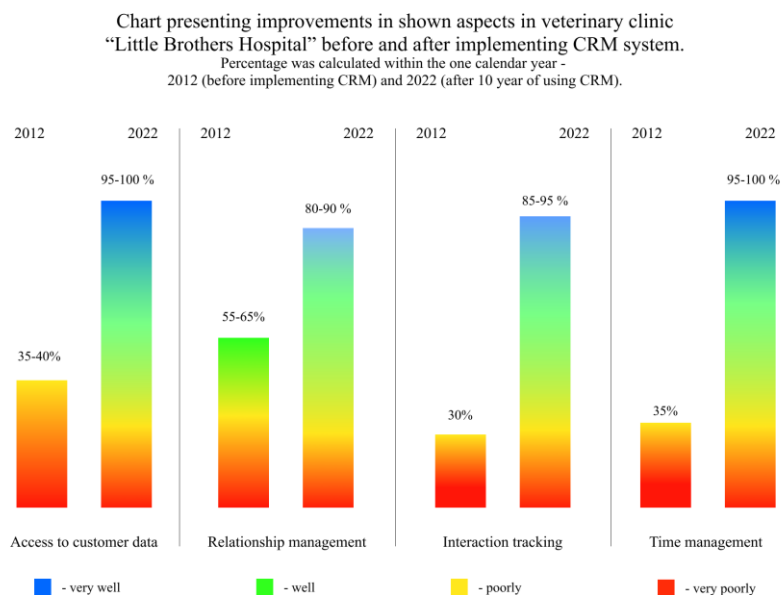 Chart presenting improvements in shown aspects in veterinary clinic
“Little Brothers Hospital” before and after implementing CRM system.
Percentage was calculated within the one calendar year -
2012 (before implementing CRM) and 2022 (after 10 year of using CRM).
2012 2022 2012 2022 2012 2022 2012 2022
35-40% 95-100 % 55-65% 80-90 % 30% 85-95 % 35% 95-100 %
Access to customer data Relationship management Interaction tracking Time management
- very well - well - poorly - very poorly